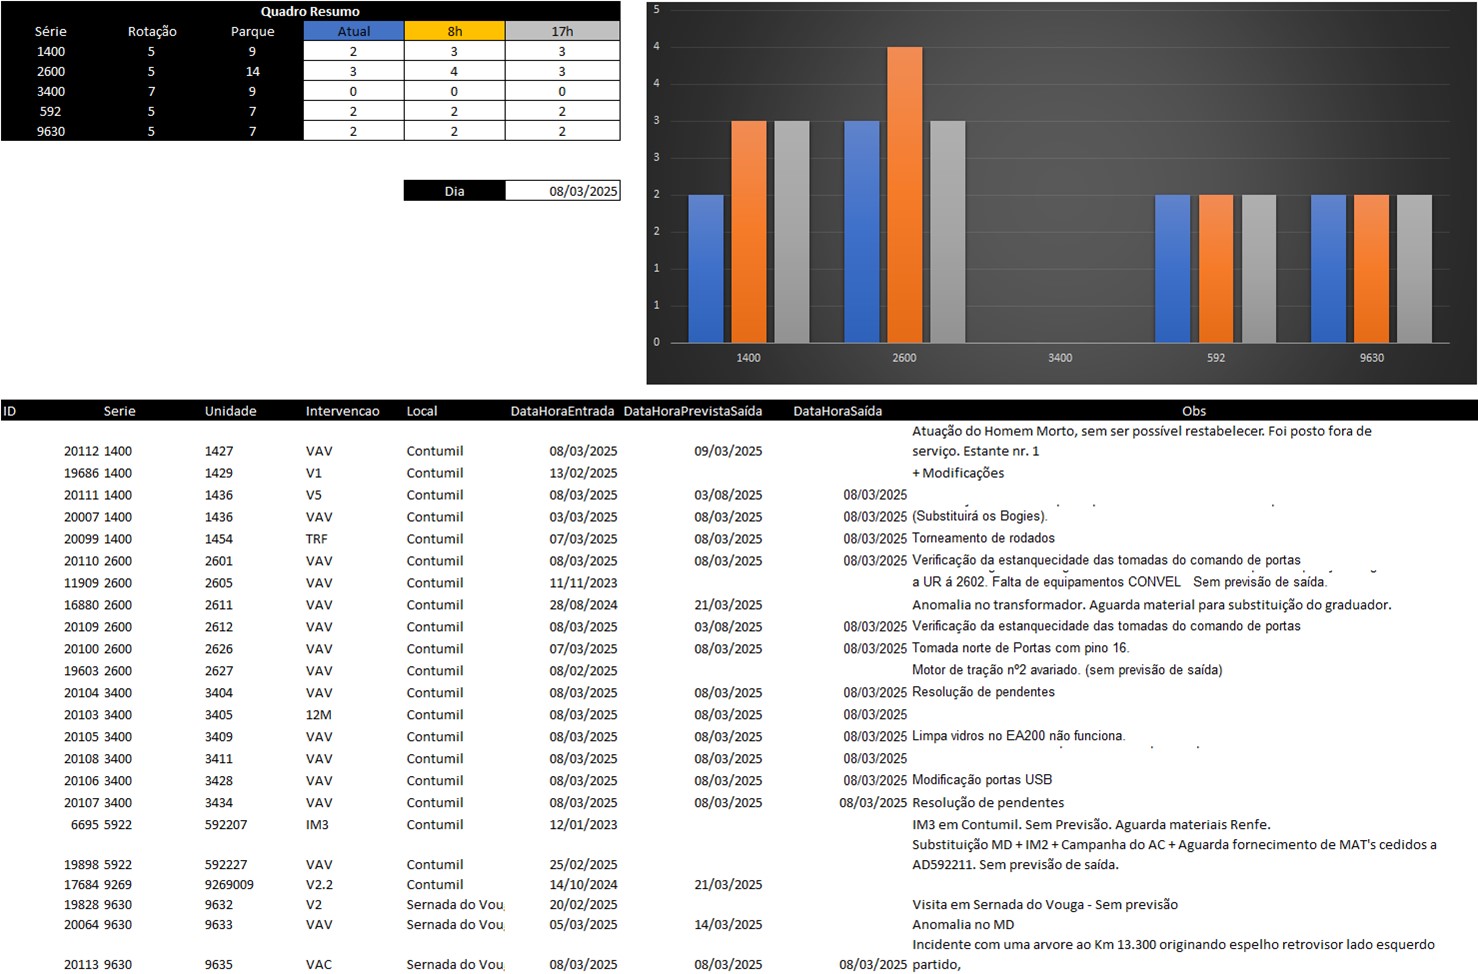 Quadro Resumo
Série Rotação Parque Atual 8h 17h
1400 5 9 2 3 3
2600 5 14 3 4 3
3400 7 9 0 0 0
592 5 7 2 2 2
9630 5 7 2 2 2
Dia 08/03/2025
5
4
4
3
3
2
2
1
1
0
1400 2600 3400 592 9630
ID Serie Unidade Intervencao Local DataHoraEntrada DataHoraPrevistaSaída DataHoraSaída Obs
Atuação do Homem Morto, sem ser possível restabelecer. Foi posto fora de
20112 1400 1427 VAV Contumil 08/03/2025 09/03/2025 serviço. Estante nr. 1
19686 1400 1429 V1 Contumil 13/02/2025 + Modificações
20111 1400 1436 V5 Contumil 08/03/2025 03/08/2025 08/03/2025
20007 1400 1436 VAV Contumil 03/03/2025 08/03/2025 08/03/2025 (Substituirá os Bogies).
20099 1400 1454 TRF Contumil 07/03/2025 08/03/2025 08/03/2025 Torneamento de rodados
20110 2600 2601 VAV Contumil 08/03/2025 08/03/2025 08/03/2025 Verificação da estanquecidade das tomadas do comando de portas
11909 2600 2605 VAV Contumil 11/11/2023 a UR á 2602. Falta de equipamentos CONVEL Sem previsão de saída.
16880 2600 2611 VAV Contumil 28/08/2024 21/03/2025 Anomalia no transformador. Aguarda material para substituição do graduador.
20109 2600 2612 VAV Contumil 08/03/2025 03/08/2025 08/03/2025 Verificação da estanquecidade das tomadas do comando de portas
20100 2600 2626 VAV Contumil 07/03/2025 08/03/2025 08/03/2025 Tomada norte de Portas com pino 16.
19603 2600 2627 VAV Contumil 08/02/2025 Motor de tração nº2 avariado. (sem previsão de saída)
20104 3400 3404 VAV Contumil 08/03/2025 08/03/2025 08/03/2025 Resolução de pendentes
20103 3400 3405 12M Contumil 08/03/2025 08/03/2025 08/03/2025
20105 3400 3409 VAV Contumil 08/03/2025 08/03/2025 08/03/2025 Limpa vidros no EA200 não funciona.
20108 3400 3411 VAV Contumil 08/03/2025 08/03/2025 08/03/2025
20106 3400 3428 VAV Contumil 08/03/2025 08/03/2025 08/03/2025 Modificação portas USB
20107 3400 3434 VAV Contumil 08/03/2025 08/03/2025 08/03/2025 Resolução de pendentes
6695 5922 592207 IM3 Contumil 12/01/2023 IM3 em Contumil. Sem Previsão. Aguarda materiais Renfe.
Substituição MD + IM2 + Campanha do AC + Aguarda fornecimento de MAT's cedidos a
19898 5922 592227 VAV Contumil 25/02/2025 AD592211. Sem previsão de saída.
17684 9269 9269009 V2.2 Contumil 14/10/2024 21/03/2025
19828 9630 9632 V2 Sernada do Vou 20/02/2025 Visita em Sernada do Vouga - Sem previsão
20064 9630 9633 VAV Sernada do Vou 05/03/2025 14/03/2025 Anomalia no MD
Incidente com uma arvore ao Km 13.300 originando espelho retrovisor lado esquerdo
20113 9630 9635 VAC Sernada do Vou 08/03/2025 08/03/2025 08/03/2025 partido,